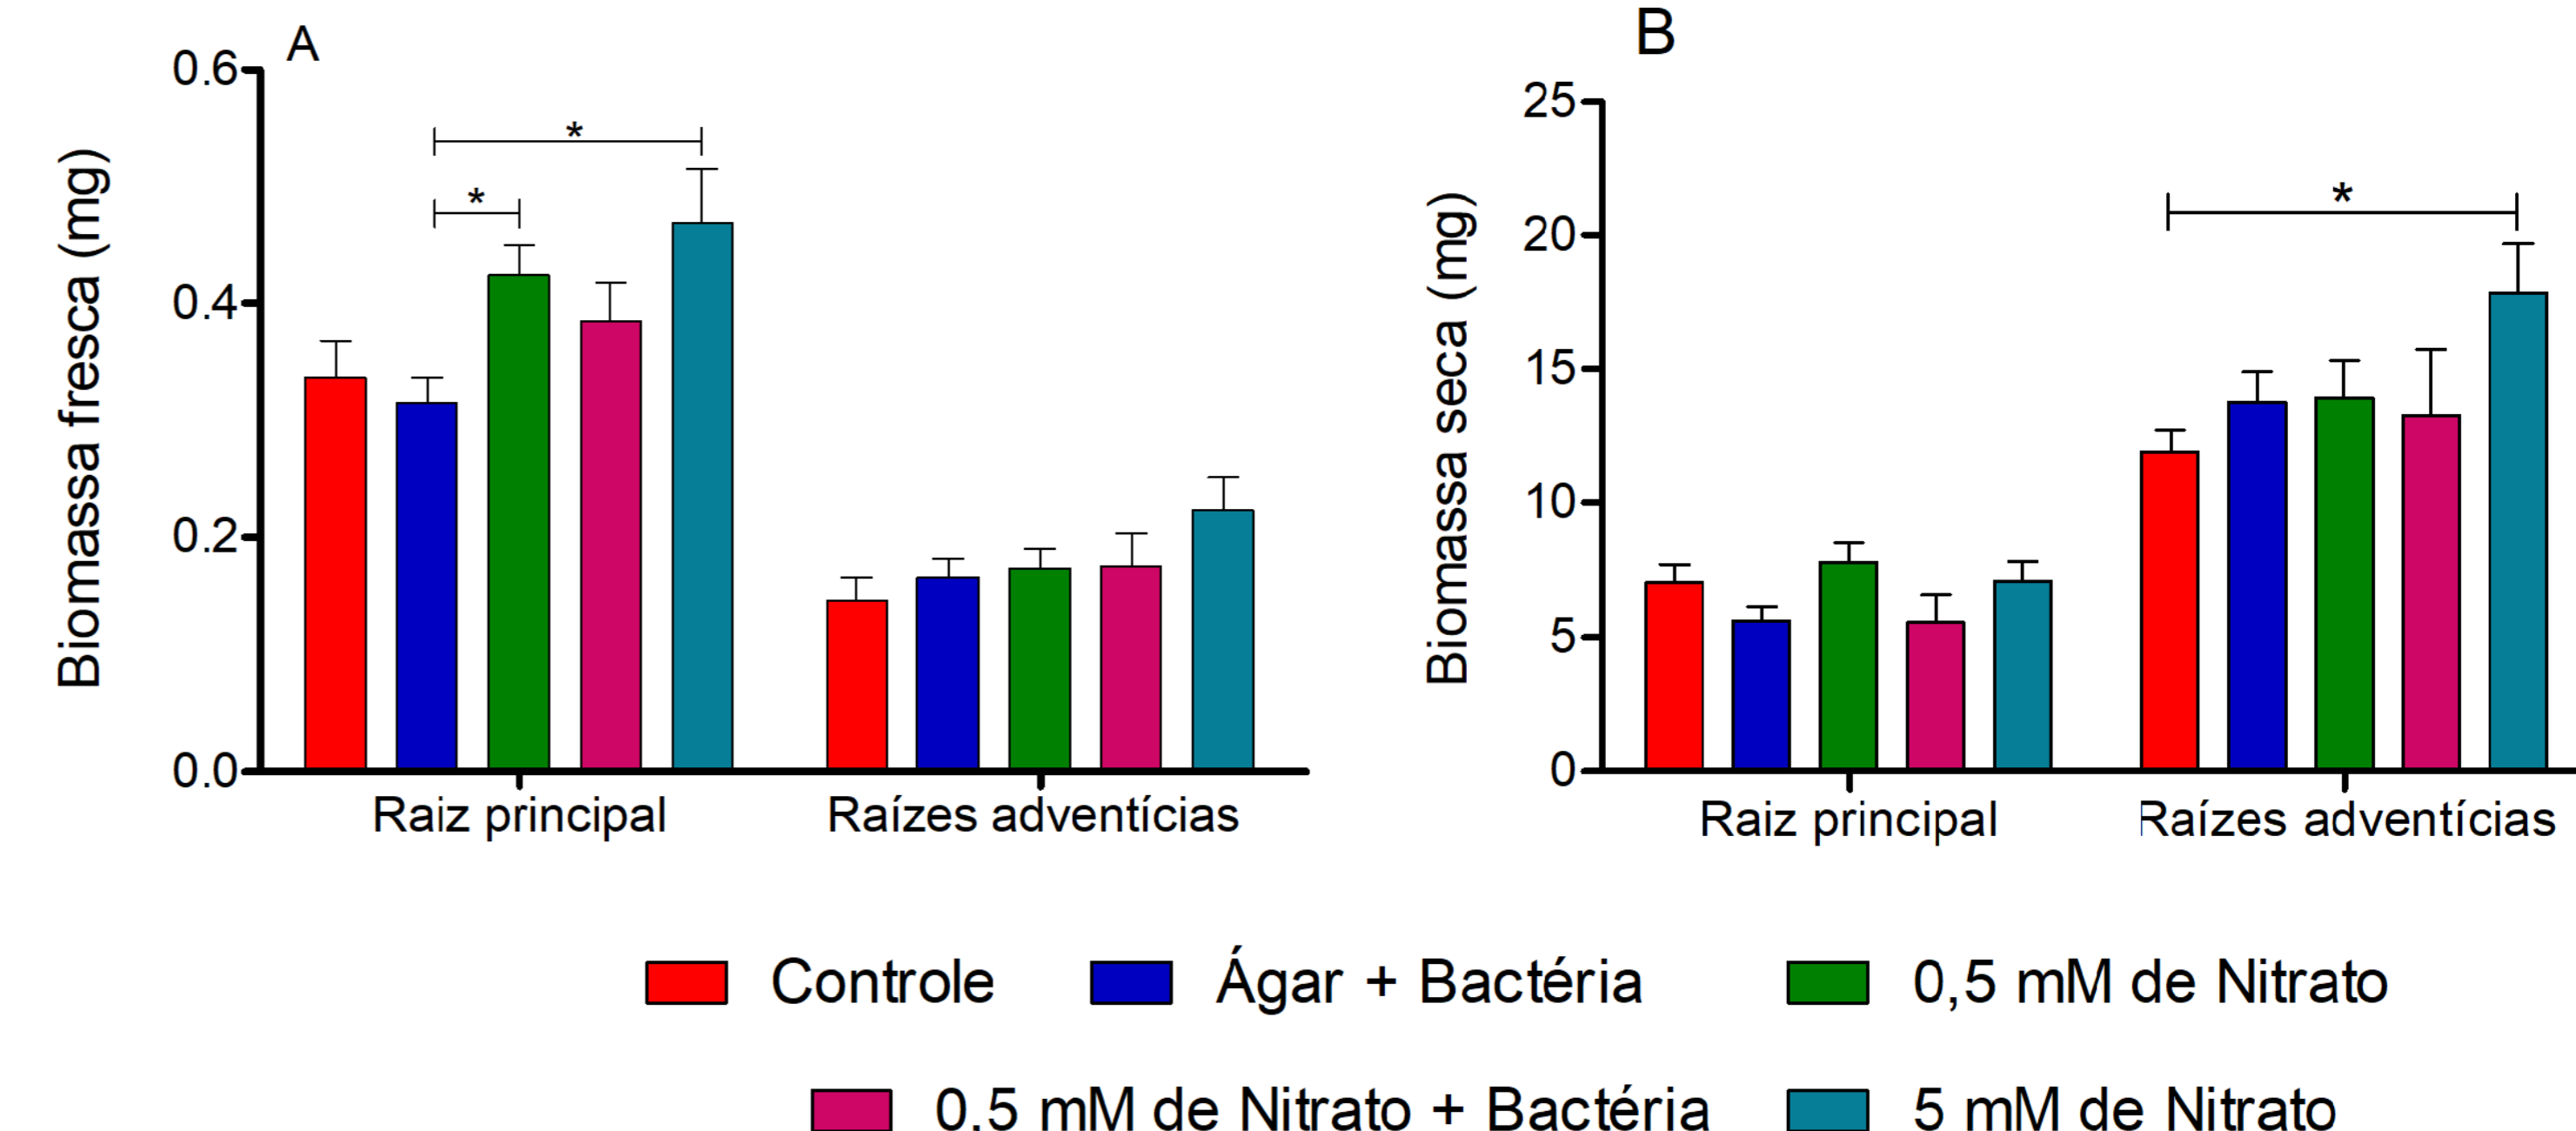 A
Biomassa fresca (mg)
0.6
0.4
0.2
0.0
*
*
Raiz principal
Raízes adventícias
B
Biomassa seca (mg)
25
20
15
10
5
0
*
Raiz principal
Raízes adventícias
Controle
Ágar + Bactéria
0,5 mM de Nitrato
0,5 mM de Nitrato + Bactéria
5 mM de Nitrato